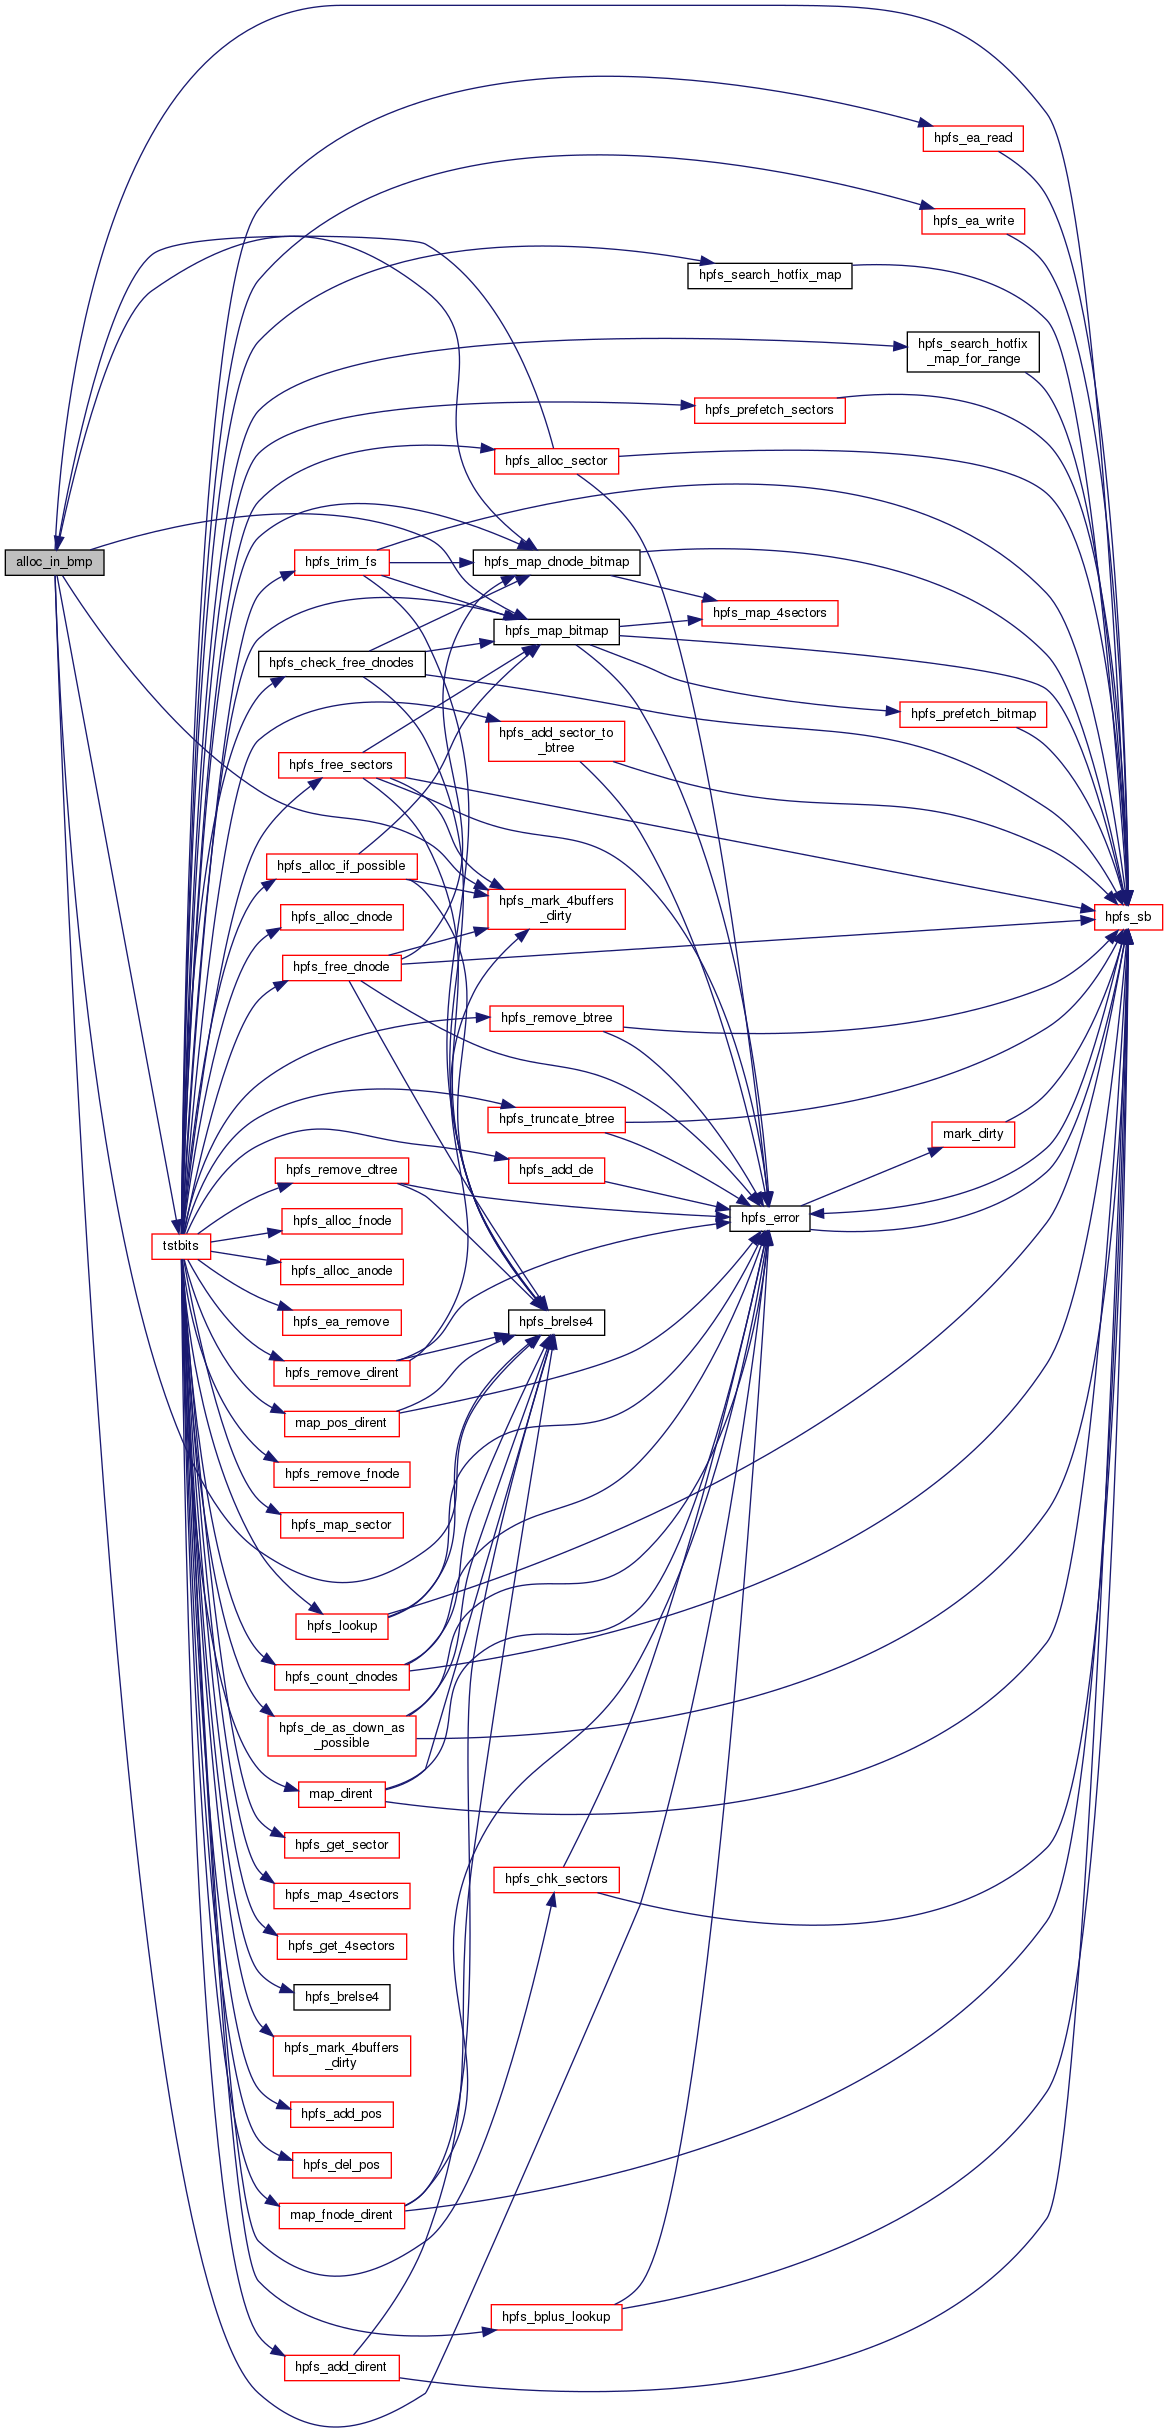 hpfs_ea_read
hpfs_ea_write
hpfs_search_hotfix_map
hpfs_search_hotfix
_map_for_range
hpfs_prefetch_sectors
hpfs_alloc_sector
alloc_in_bmp
hpfs_trim_fs
hpfs_map_dnode_bitmap
hpfs_map_4sectors
hpfs_map_bitmap
hpfs_check_free_dnodes
hpfs_prefetch_bitmap
hpfs_add_sector_to
_btree
hpfs_free_sectors
hpfs_alloc_if_possible
hpfs_mark_4buffers
_dirty
hpfs_alloc_dnode
hpfs_sb
hpfs_free_dnode
hpfs_remove_btree
hpfs_truncate_btree
mark_dirty
hpfs_remove_dtree
hpfs_add_de
hpfs_alloc_fnode
hpfs_error
tstbits
hpfs_alloc_anode
hpfs_ea_remove
hpfs_brelse4
hpfs_remove_dirent
map_pos_dirent
hpfs_remove_fnode
hpfs_map_sector
hpfs_lookup
hpfs_count_dnodes
hpfs_de_as_down_as
_possible
map_dirent
hpfs_get_sector
hpfs_chk_sectors
hpfs_map_4sectors
hpfs_get_4sectors
hpfs_brelse4
hpfs_mark_4buffers
_dirty
hpfs_add_pos
hpfs_del_pos
map_fnode_dirent
hpfs_bplus_lookup
hpfs_add_dirent